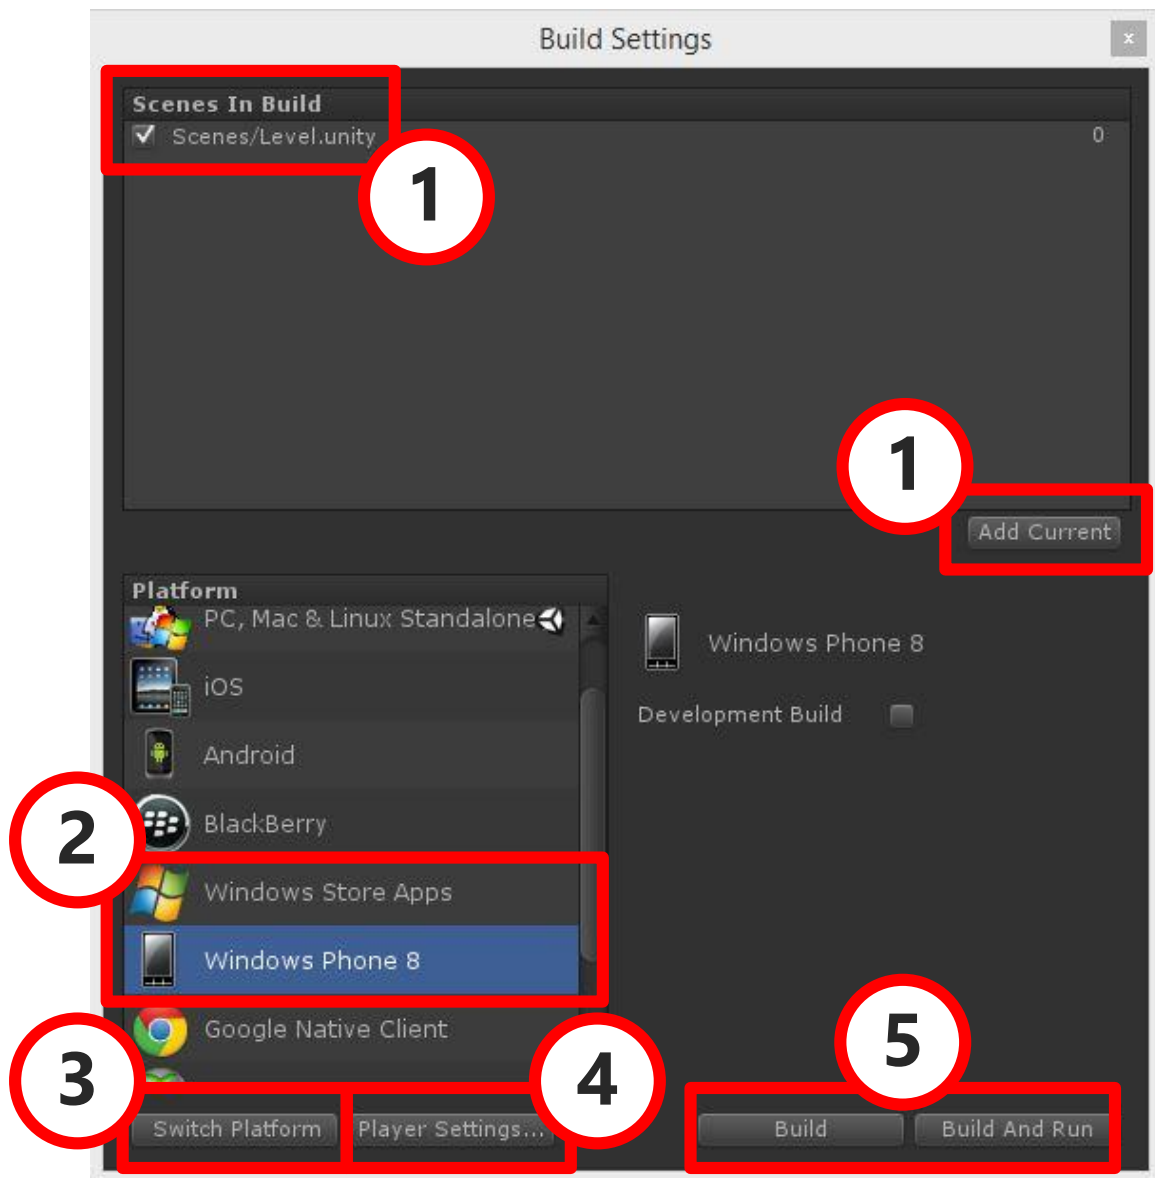 Build Settings
x
Scenes In Build
Scenes/Level.unity 0
1
1
Add Current
Platform
PC, Mac & Linux Standalone
Windows Phone 8
iOS
Development Build
Android
2
BlackBerry
Windows Store Apps
Windows Phone 8
Google Native Client
3
4
5
Switch Platform
Player Settings...
Build
Build And Run